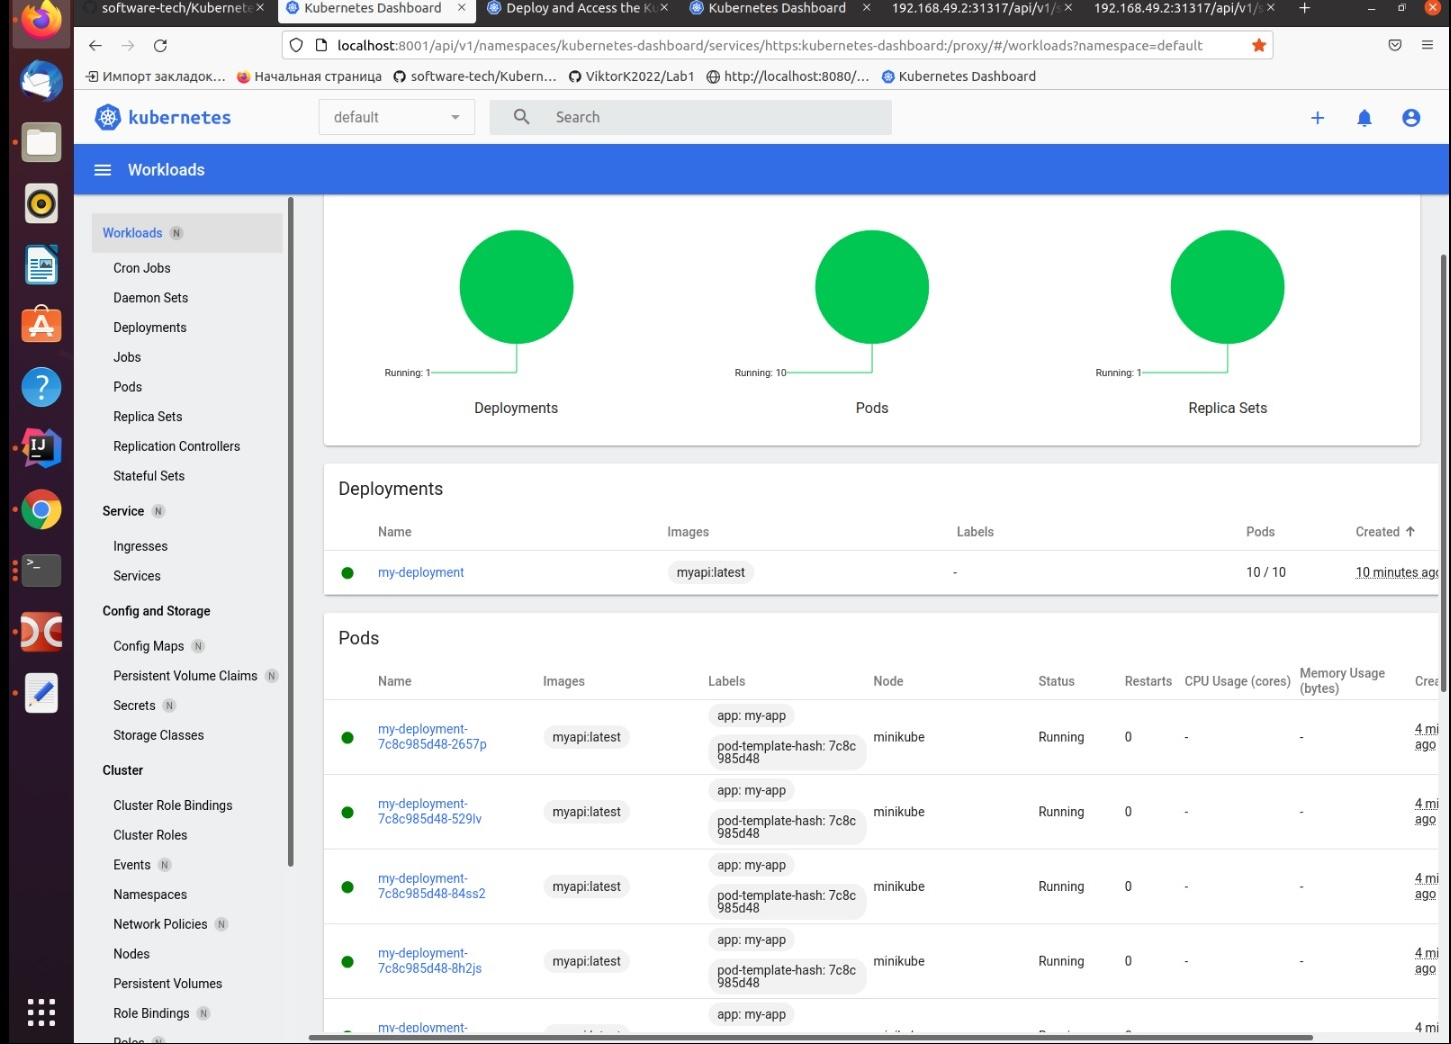 software-tech/Kubernete
Kubernetes Dashboard
Deploy and Access the Ku
Kubernetes Dashboard
192.168.49.2:31317/api/v1/s
192.168.49.2:31317/api/v1/s
localhost:8001/api/v1/namespaces/kubernetes-dashboard/services/https:kubernetes-dashboard:/proxy/#/workloads?namespace=default
Импорт закладок… Начальная страница software-tech/Kubern… ViktorK2022/Lab1 http://localhost:8080/… Kubernetes Dashboard
kubernetes
default
Search
Workloads
Workloads N
Cron Jobs
Daemon Sets
Deployments
Jobs
Pods
Replica Sets
Replication Controllers
Stateful Sets
Service N
Ingresses
Services
Config and Storage
Config Maps N
Persistent Volume Claims N
Secrets N
Storage Classes
Cluster
Cluster Role Bindings
Cluster Roles
Events N
Namespaces
Network Policies N
Nodes
Persistent Volumes
Role Bindings N
Roles N
Running: 1
Deployments
Running: 10
Pods
Running: 1
Replica Sets
Deployments
Name Images Labels Pods Created
my-deployment myapi:latest - 10 / 10 10 minutes ago
Pods
Name Images Labels Node Status Restarts CPU Usage (cores) Memory Usage (bytes) Crea
my-deployment-7c8c985d48-2657p myapi:latest app: my-app pod-template-hash: 7c8c985d48 minikube Running 0 - - 4 mi ago
my-deployment-7c8c985d48-529lv myapi:latest app: my-app pod-template-hash: 7c8c985d48 minikube Running 0 - - 4 mi ago
my-deployment-7c8c985d48-84ss2 myapi:latest app: my-app pod-template-hash: 7c8c985d48 minikube Running 0 - - 4 mi ago
my-deployment-7c8c985d48-8h2js myapi:latest app: my-app pod-template-hash: 7c8c985d48 minikube Running 0 - - 4 mi ago
my-deployment- app: my-app 4 mi
IJ